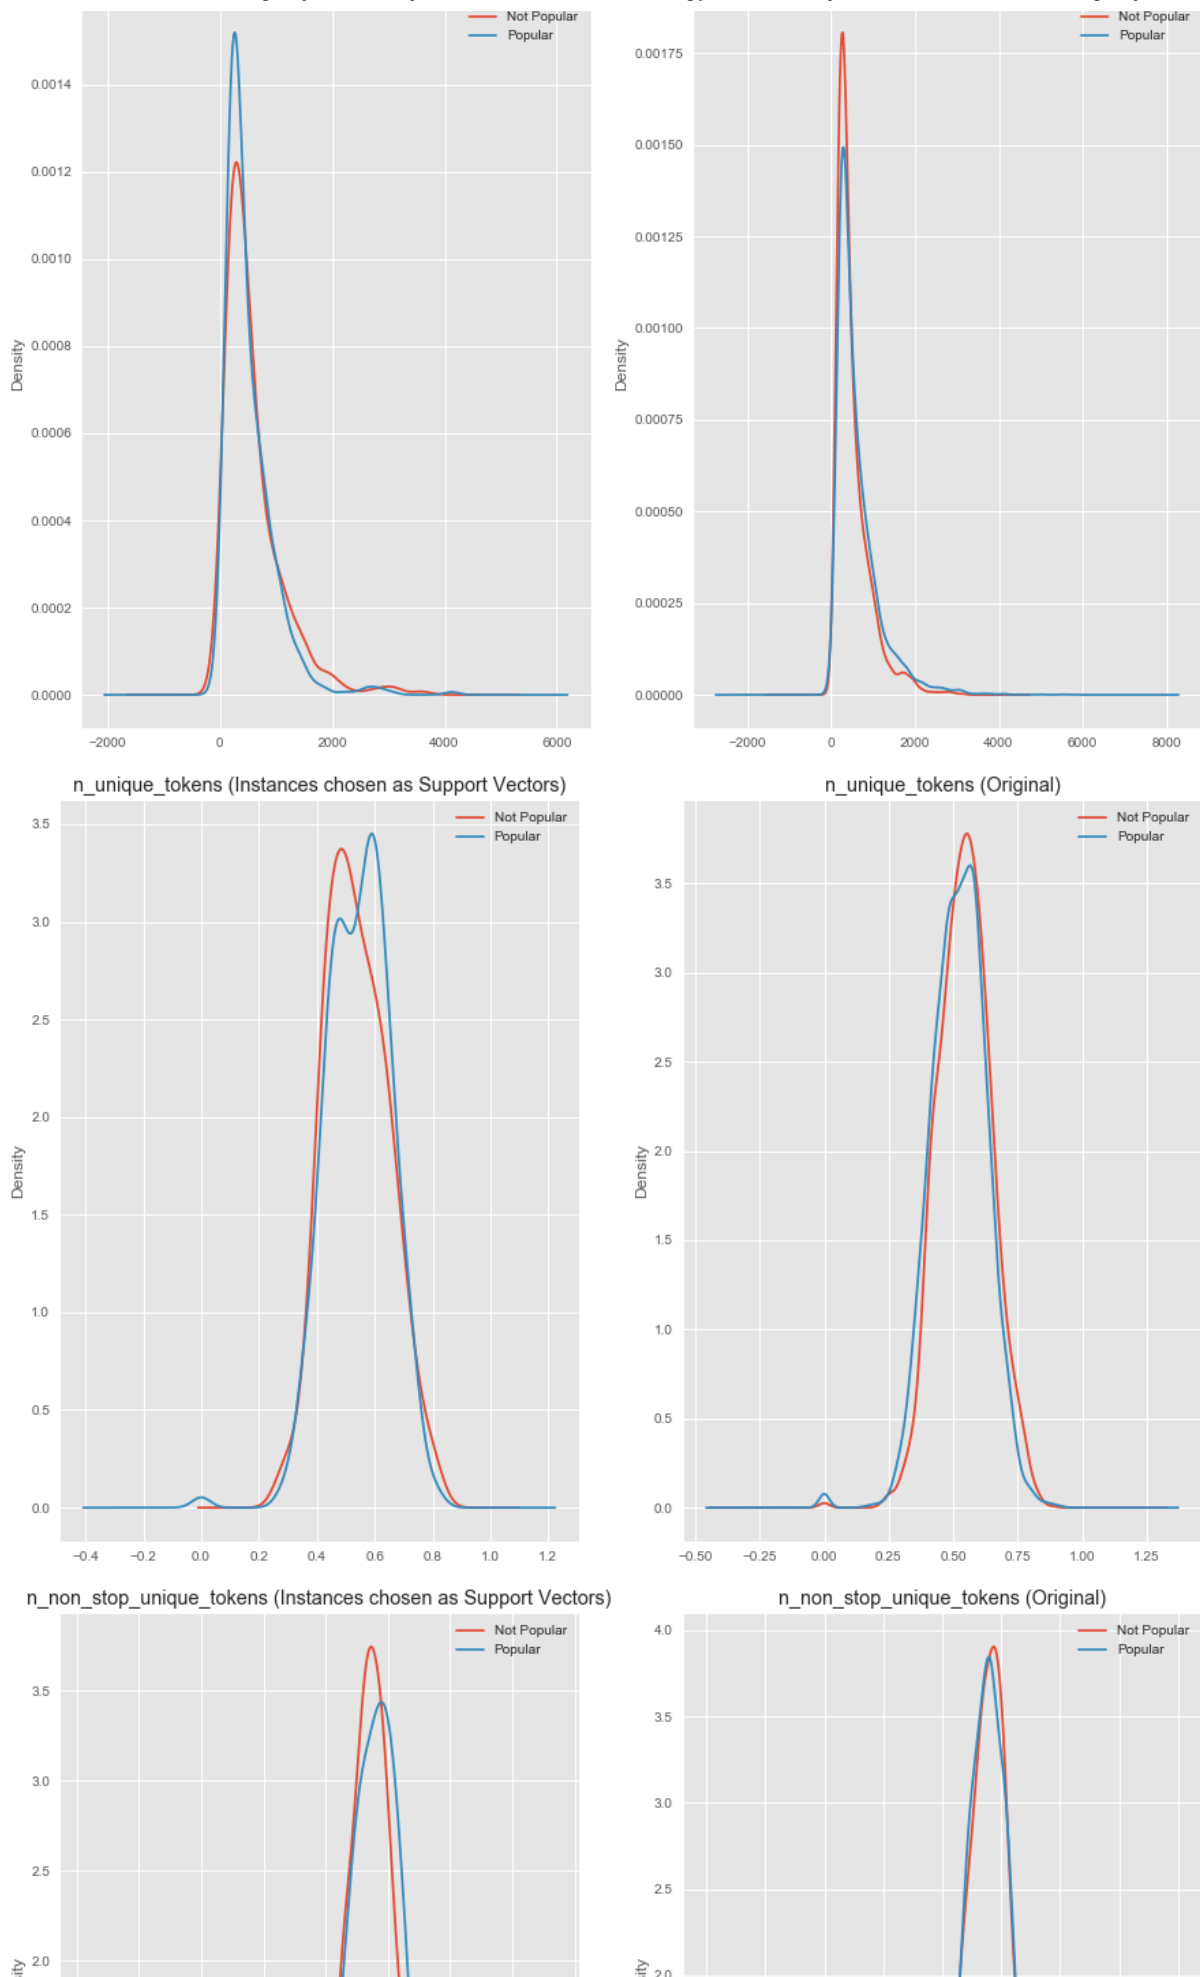 Not Popular
Popular
0.0014
0.0012
0.0010
0.0008
0.0006
0.0004
0.0002
0.0000
Density
−2000 0 2000 4000 6000
Not Popular
Popular
0.00175
0.00150
0.00125
0.00100
0.00075
0.00050
0.00025
0.00000
Density
−2000 0 2000 4000 6000 8000
n_unique_tokens (Instances chosen as Support Vectors)
Not Popular
Popular
3.5
3.0
2.5
2.0
1.5
1.0
0.5
0.0
Density
−0.4 −0.2 0.0 0.2 0.4 0.6 0.8 1.0 1.2
n_unique_tokens (Original)
Not Popular
Popular
3.5
3.0
2.5
2.0
1.5
1.0
0.5
0.0
Density
−0.50 −0.25 0.00 0.25 0.50 0.75 1.00 1.25
n_non_stop_unique_tokens (Instances chosen as Support Vectors)
Not Popular
Popular
3.5
3.0
2.5
2.0
n_non_stop_unique_tokens (Original)
Not Popular
Popular
4.0
3.5
3.0
2.5
2.0